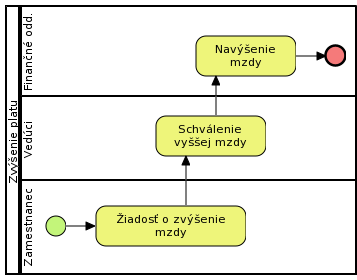 Zvýšenie platu
Finančné odd.
Navýšenie
mzdy
Vedúci
Schválenie
vyššej mzdy
Zamestnanec
Žiadosť o zvýšenie
mzdy